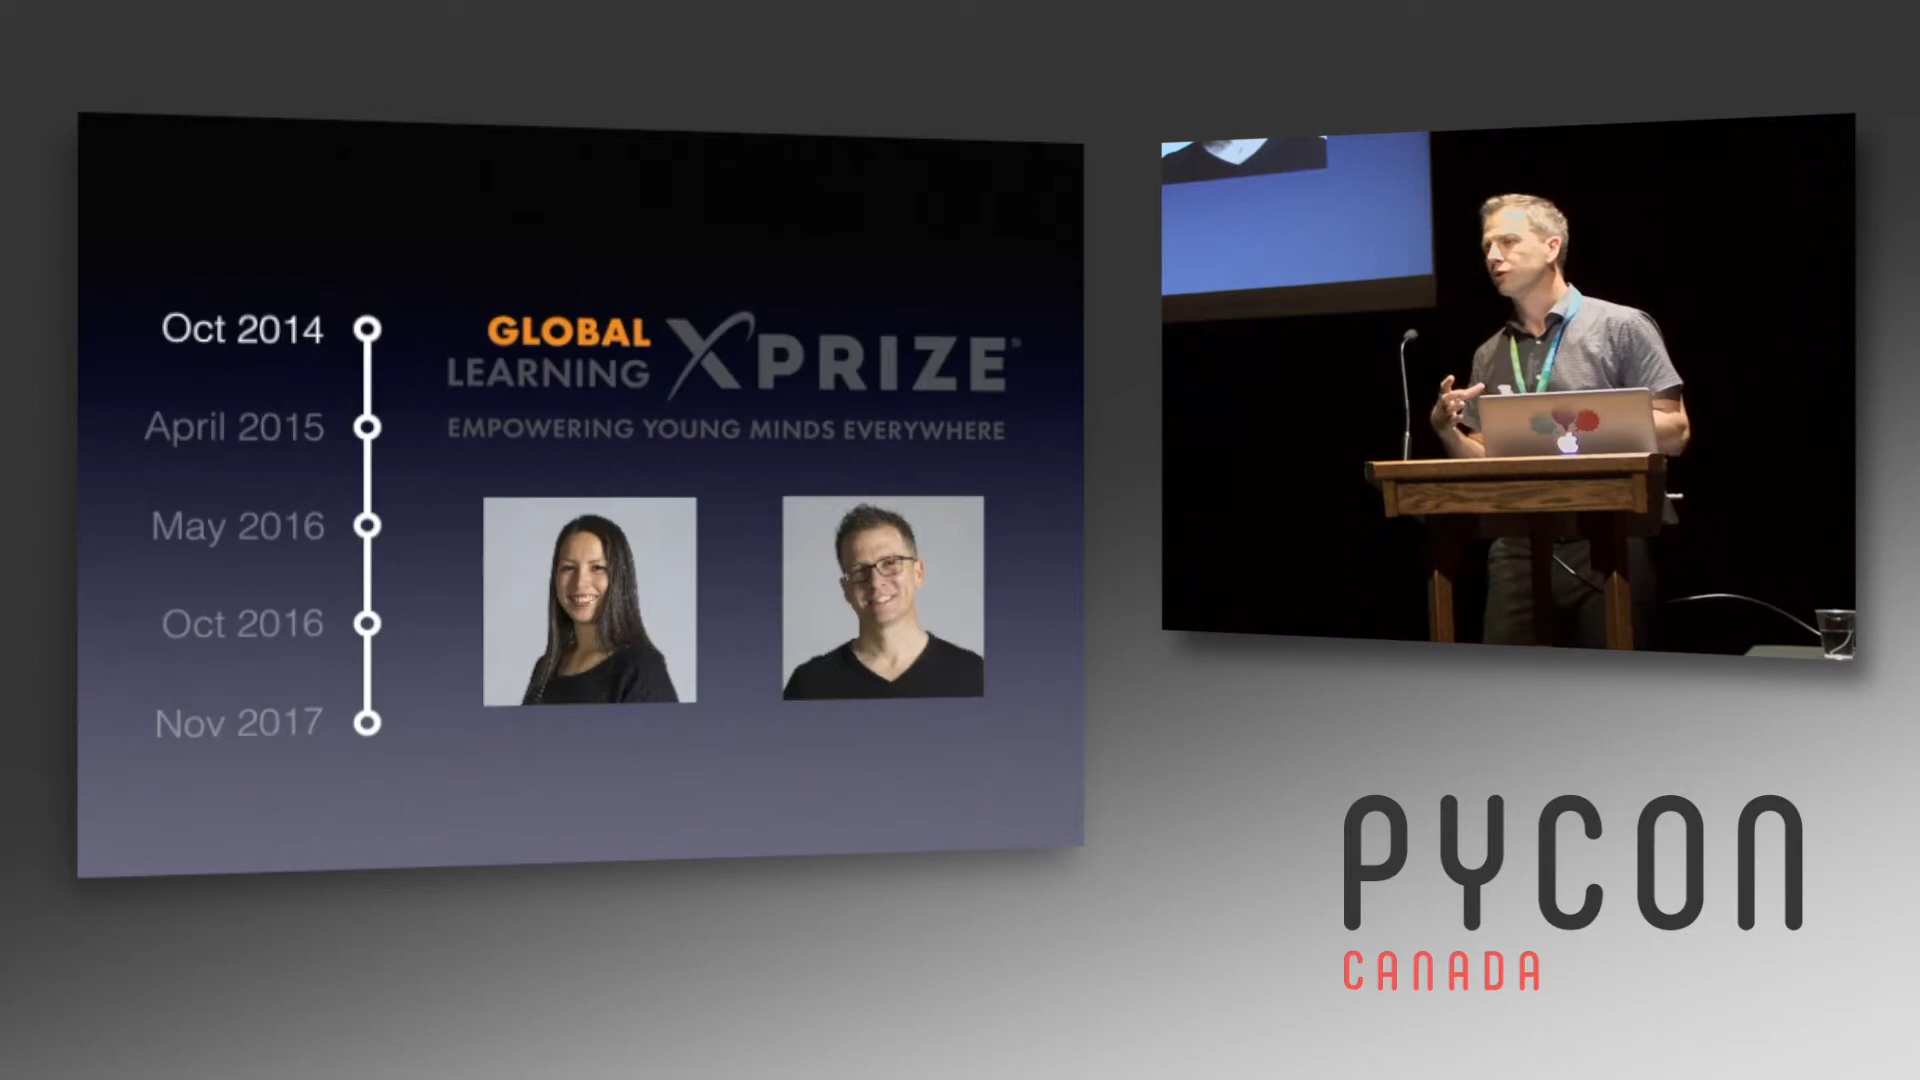 Oct 2014
April 2015
May 2016
Oct 2016
Nov 2017
GLOBAL
LEARNING XPRIZE®
EMPOWERING YOUNG MINDS EVERYWHERE
PYCON
CANADA